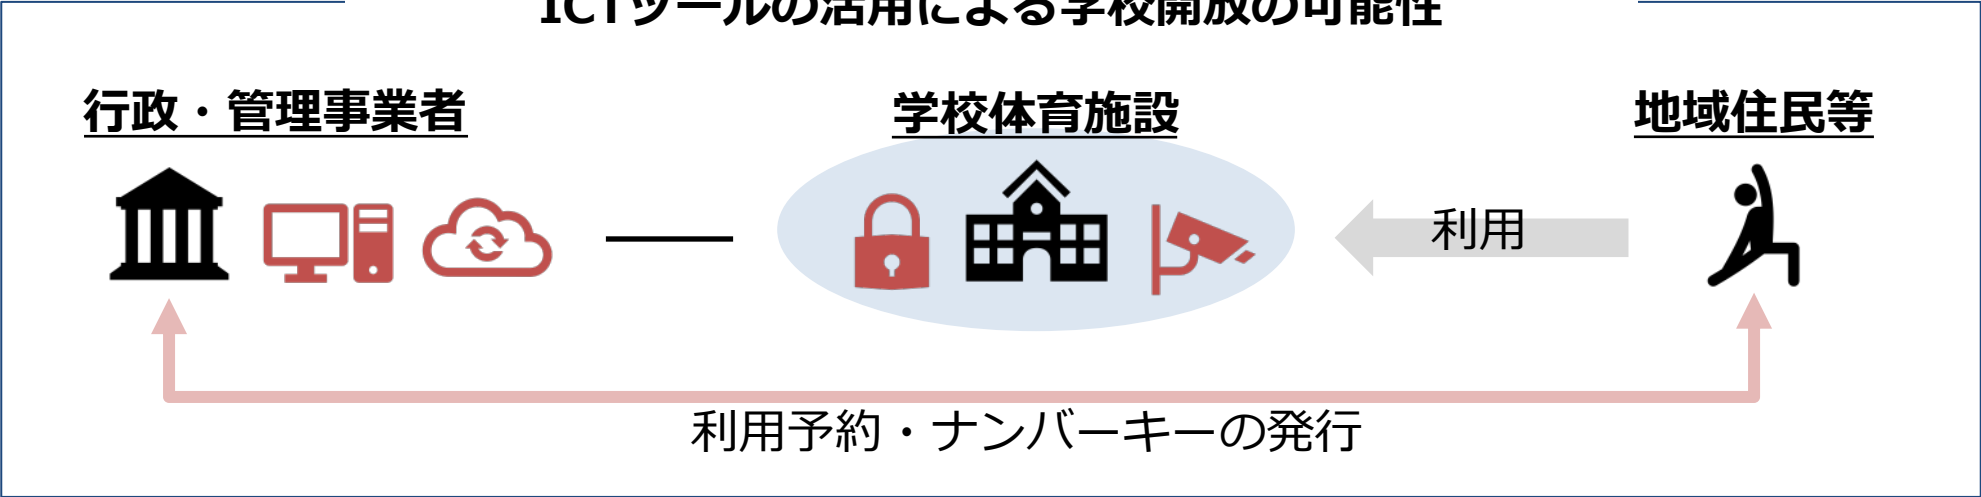 ICTツールの活用による学校開放の可能性
行政・管理事業者
学校体育施設
地域住民等
利用
利用予約・ナンバーキーの発行